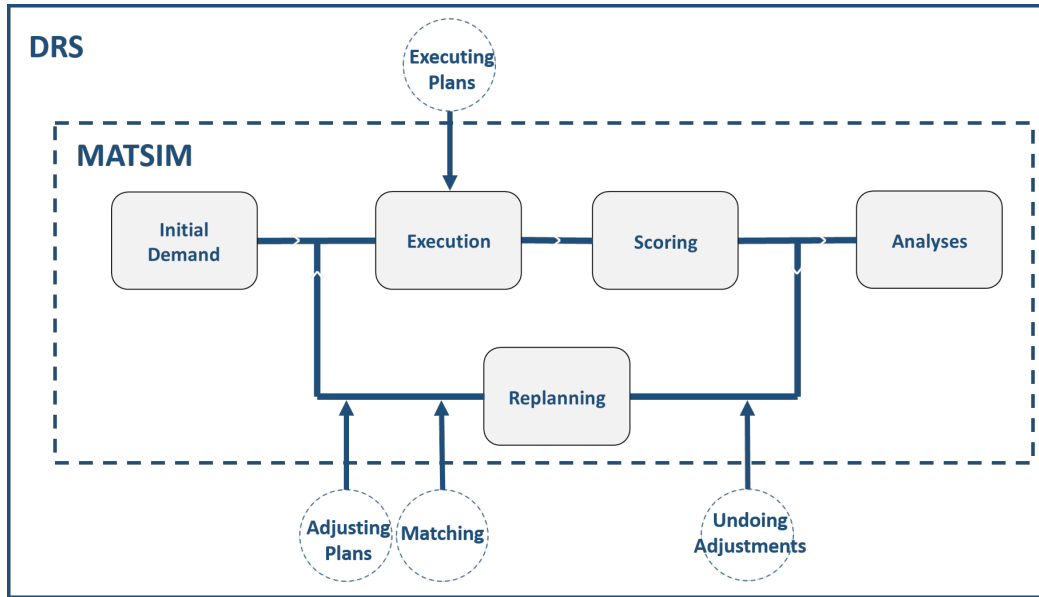 DRS
Executing
Plans
MATSIM
Initial
Demand
Execution
Scoring
Analyses
Replanning
Adjusting
Plans
Matching
Undoing
Adjustments